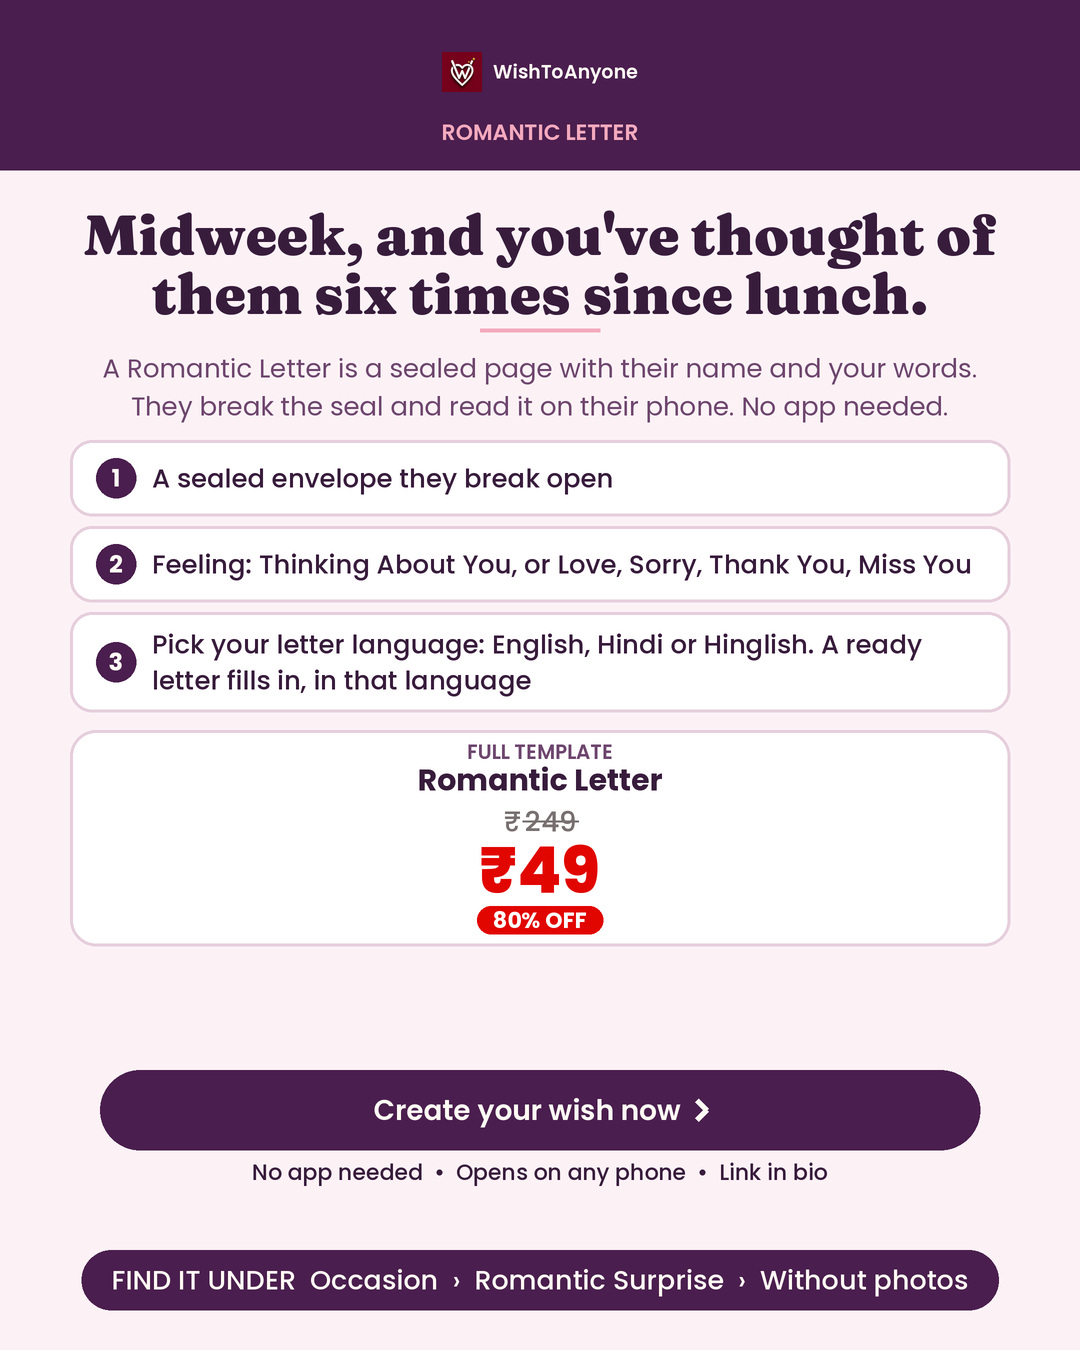 WishToAnyone
ROMANTIC LETTER
Midweek, and you've thought of
them six times since lunch.
A Romantic Letter is a sealed page with their name and your words.
They break the seal and read it on their phone. No app needed.
1 A sealed envelope they break open
2 Feeling: Thinking About You, or Love, Sorry, Thank You, Miss You
3 Pick your letter language: English, Hindi or Hinglish. A ready
letter fills in, in that language
FULL TEMPLATE
Romantic Letter
₹249
₹49
80% OFF
Create your wish now ›
No app needed • Opens on any phone • Link in bio
FIND IT UNDER Occasion › Romantic Surprise › Without photos